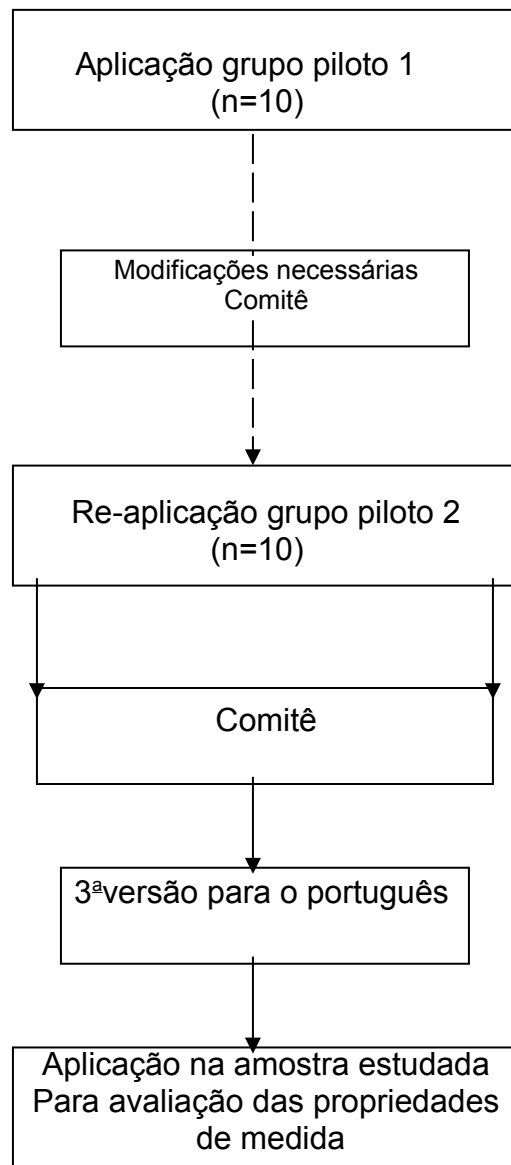 Aplicação grupo piloto 1
(n=10)
Modificações necessárias
Comitê
Re-aplicação grupo piloto 2
(n=10)
Comitê
3ªversão para o português
Aplicação na amostra estudada
Para avaliação das propriedades
de medida